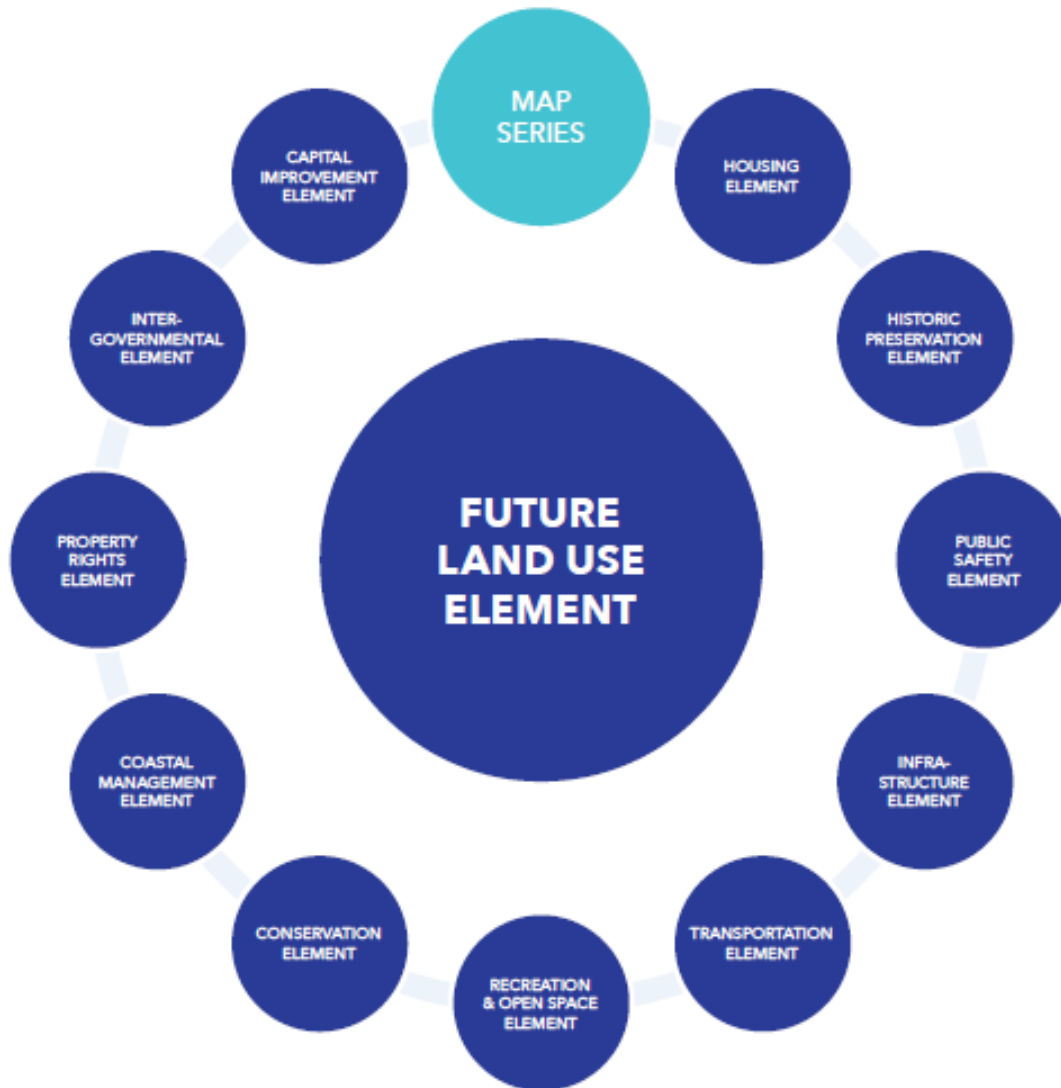 MAP
SERIES
HOUSING
ELEMENT
HISTORIC
PRESERVATION
ELEMENT
PUBLIC
SAFETY
ELEMENT
INFRA-
STRUCTURE
ELEMENT
TRANSPORTATION
ELEMENT
RECREATION
& OPEN SPACE
ELEMENT
CONSERVATION
ELEMENT
COASTAL
MANAGEMENT
ELEMENT
PROPERTY
RIGHTS
ELEMENT
INTER-
GOVERNMENTAL
ELEMENT
CAPITAL
IMPROVEMENT
ELEMENT
FUTURE
LAND USE
ELEMENT